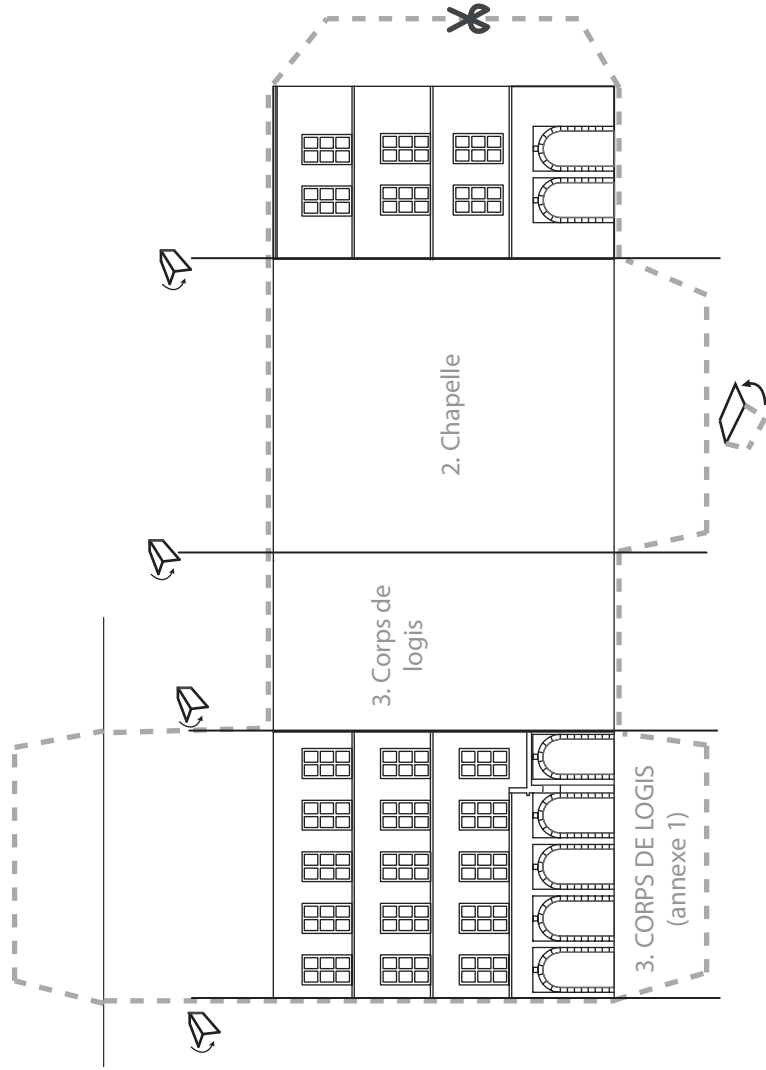 2. Chapelle
3. Corps de
logis
3. CORPS DE LOGIS
(annexe 1)